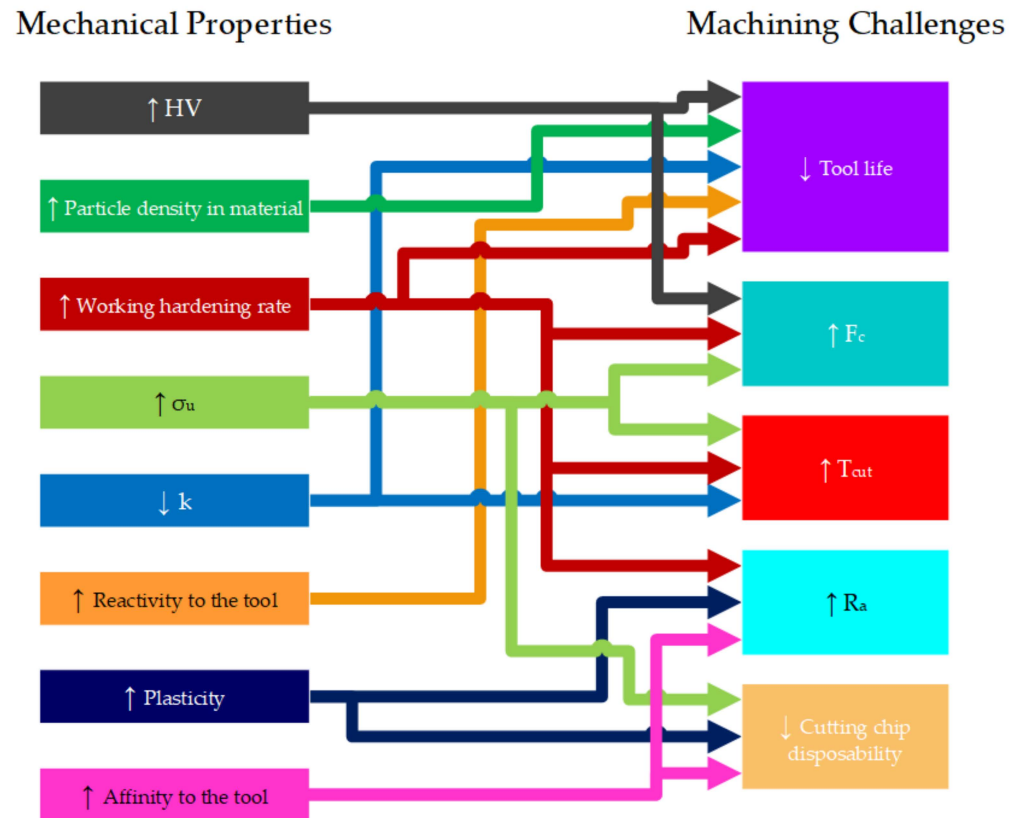 Mechanical Properties
Machining Challenges
↑ HV
↑ Particle density in material
↑ Working hardening rate
↑ σu
↓ k
↑ Reactivity to the tool
↑ Plasticity
↑ Affinity to the tool
↓ Tool life
↑ Fc
↑ Tcut
↑ Ra
↓ Cutting chip
disposability